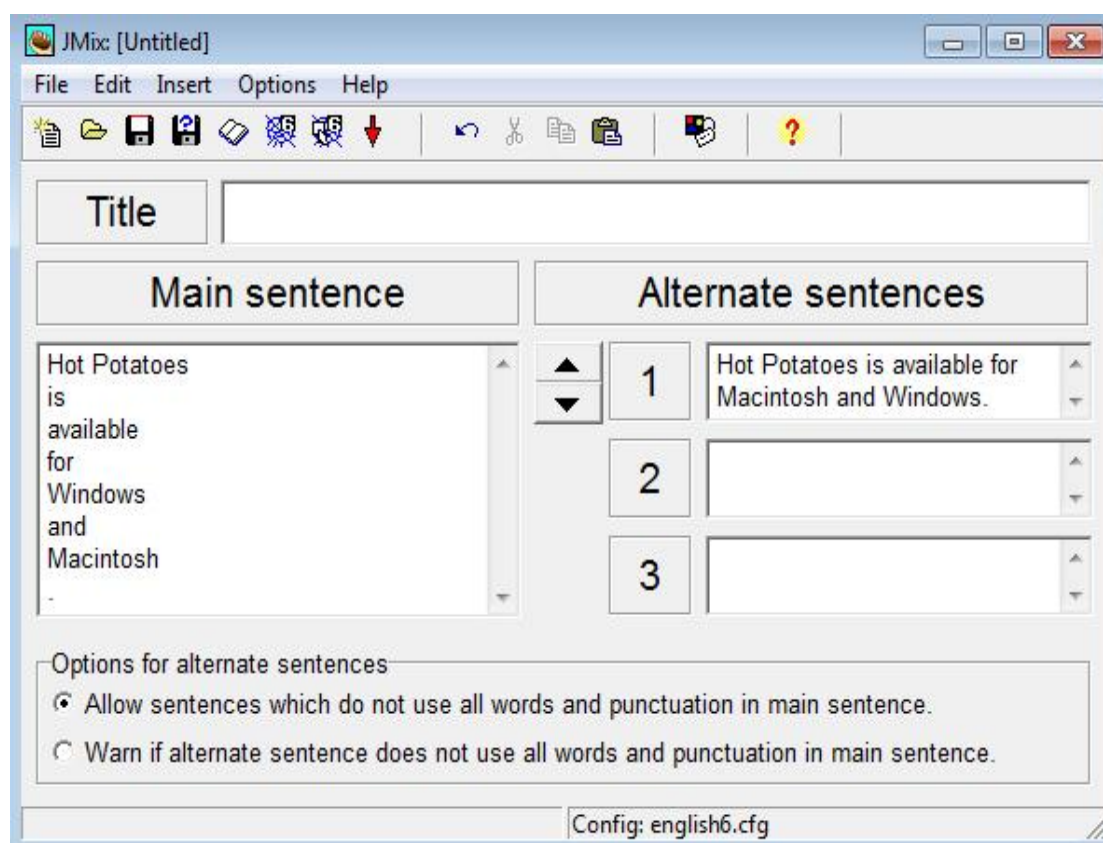 JMix: [Untitled]
File Edit Insert Options Help
?
Title
Main sentence Alternate sentences
Hot Potatoes
is
available
for
Windows
and
Macintosh
.
1 Hot Potatoes is available for
Macintosh and Windows.
2
3
Options for alternate sentences
Allow sentences which do not use all words and punctuation in main sentence.
Warn if alternate sentence does not use all words and punctuation in main sentence.
Config: english6.cfg